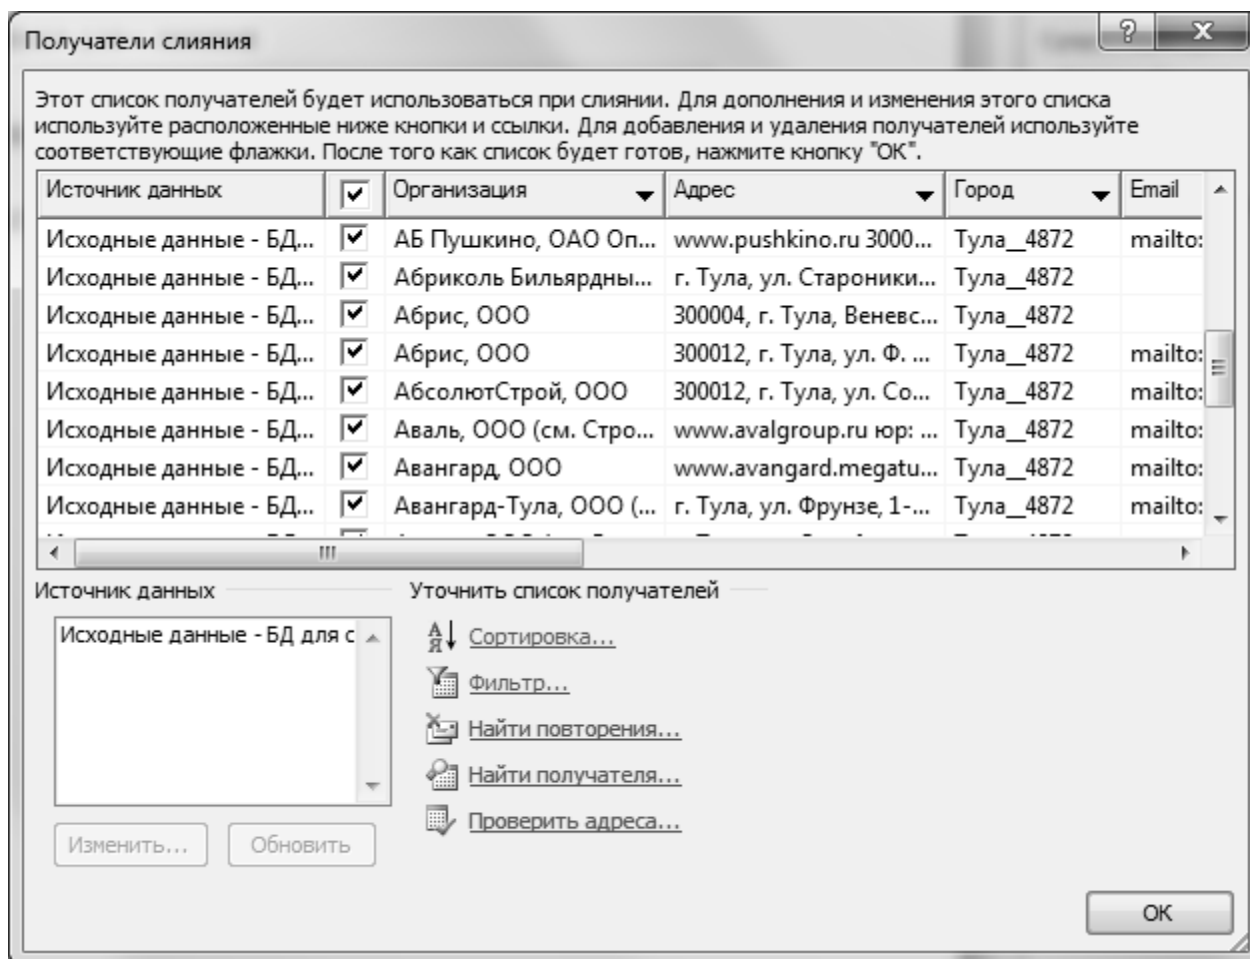 Получатели слияния
Этот список получателей будет использоваться при слиянии. Для дополнения и изменения этого списка
используйте расположенные ниже кнопки и ссылки. Для добавления и удаления получателей используйте
соответствующие флажки. После того как список будет готов, нажмите кнопку "ОК".
Источник данных Организация Адрес Город Email
Исходные данные - БД... АБ Пушкино, ОАО Оп... www.pushkino.ru 3000... Тула_4872 mailto:
Исходные данные - БД... Абриколь Бильярдны... г. Тула, ул. Староники... Тула_4872
Исходные данные - БД... Абрис, ООО 300004, г. Тула, Веневс... Тула_4872
Исходные данные - БД... Абрис, ООО 300012, г. Тула, ул. Ф. ... Тула_4872 mailto:
Исходные данные - БД... АбсолютСтрой, ООО 300012, г. Тула, ул. Со... Тула_4872 mailto:
Исходные данные - БД... Аваль, ООО (см. Стро... www.avalgroup.ru юр: ... Тула_4872 mailto:
Исходные данные - БД... Авангард, ООО www.avangard.megatu... Тула_4872 mailto:
Исходные данные - БД... Авангард-Тула, ООО (... г. Тула, ул. Фрунзе, 1-... Тула_4872 mailto:
Источник данных Уточнить список получателей
Исходные данные - БД для с
Сортировка...
Фильтр...
Найти повторения...
Найти получателя...
Проверить адреса...
Изменить... Обновить
ОК